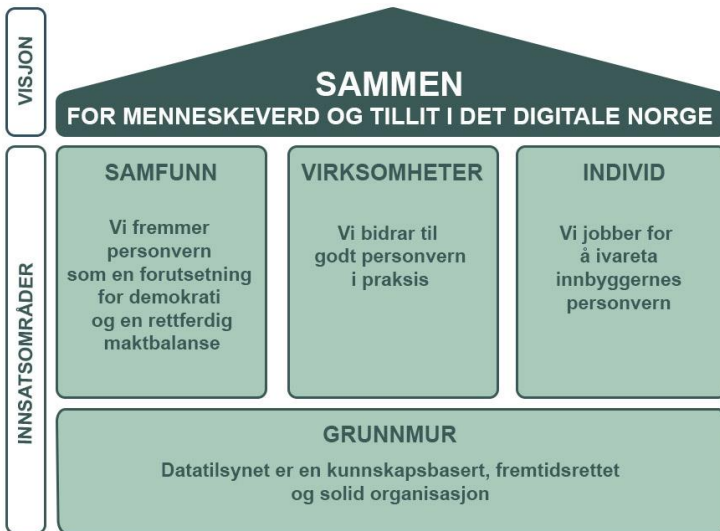 VISJON
SAMMEN
FOR MENNESKEVERD OG TILLIT I DET DIGITALE NORGE
INNSATSOMRÅDER
SAMFUNN
Vi fremmer
personvern
som en forutsetning
for demokrati
og en rettferdig
maktbalanse
VIRKSOMHETER
Vi bidrar til
godt personvern
i praksis
INDIVID
Vi jobber for
å ivareta
innbyggernes
personvern
GRUNNMUR
Datatilsynet er en kunnskapsbasert, fremtidsrettet
og solid organisasjon